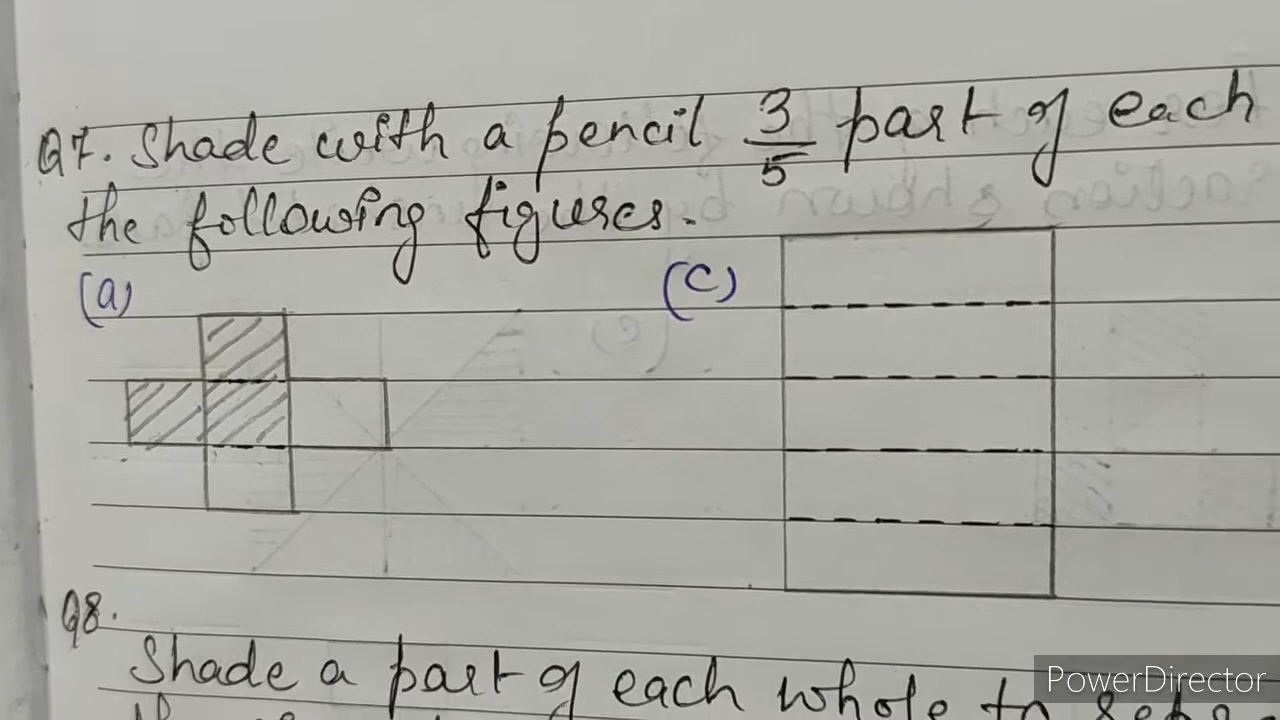 Q7. Shade with a pencil 3/5 part of each
the following figures.
(a)
(c)
Q8.
Shade a part of each whole to
PowerDirector